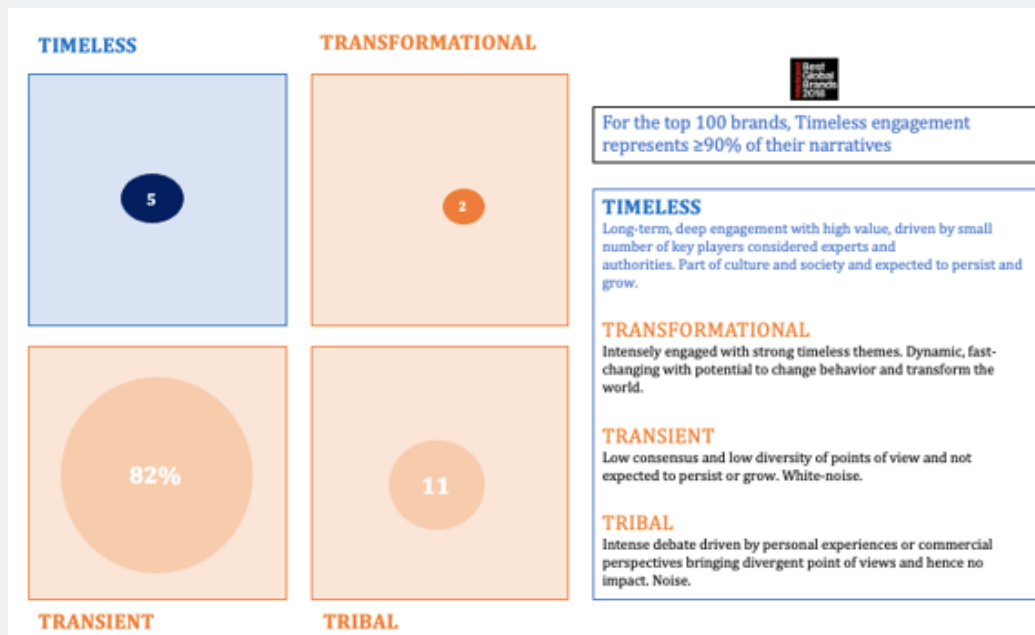 TIMELESS
TRANSFORMATIONAL
5
2
82%
11
TRANSIENT
TRIBAL
Best
Global
Brands
2018
For the top 100 brands, Timeless engagement
represents ≥90% of their narratives
TIMELESS
Long-term, deep engagement with high value, driven by small
number of key players considered experts and
authorities. Part of culture and society and expected to persist and
grow.
TRANSFORMATIONAL
Intensely engaged with strong timeless themes. Dynamic, fast-
changing with potential to change behavior and transform the
world.
TRANSIENT
Low consensus and low diversity of points of view and not
expected to persist or grow. White-noise.
TRIBAL
Intense debate driven by personal experiences or commercial
perspectives bringing divergent point of views and hence no
impact. Noise.